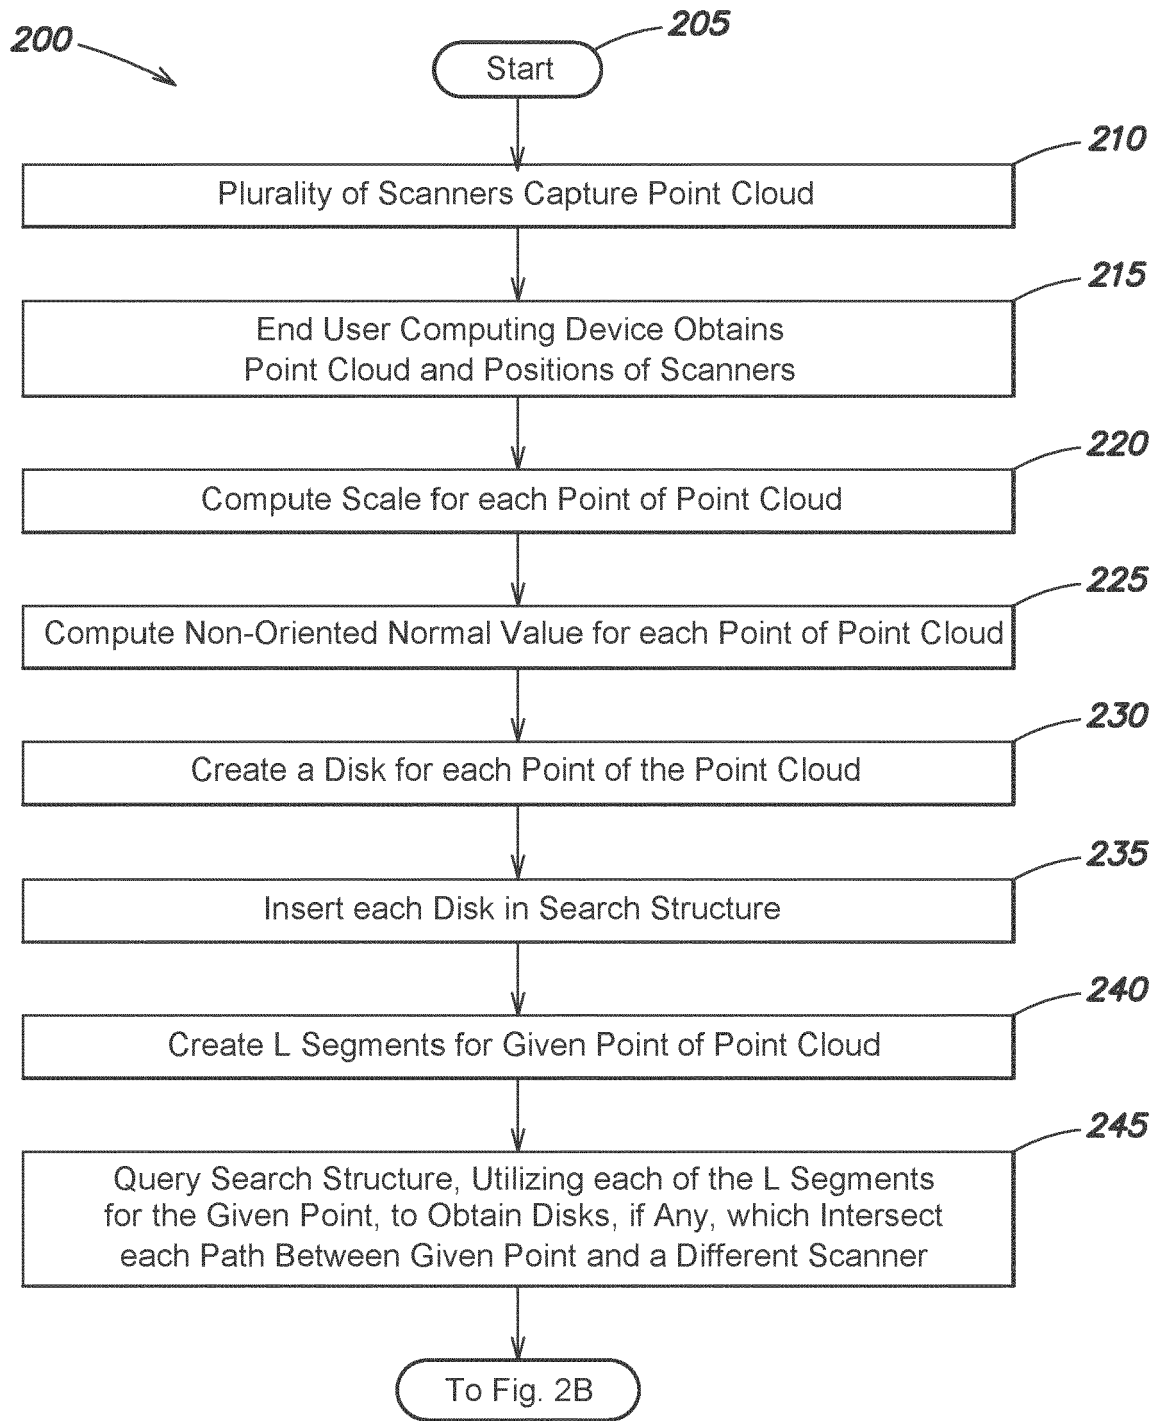 200
205
Start
210
Plurality of Scanners Capture Point Cloud
215
End User Computing Device Obtains
Point Cloud and Positions of Scanners
220
Compute Scale for each Point of Point Cloud
225
Compute Non-Oriented Normal Value for each Point of Point Cloud
230
Create a Disk for each Point of the Point Cloud
235
Insert each Disk in Search Structure
240
Create L Segments for Given Point of Point Cloud
245
Query Search Structure, Utilizing each of the L Segments
for the Given Point, to Obtain Disks, if Any, which Intersect
each Path Between Given Point and a Different Scanner
To Fig. 2B